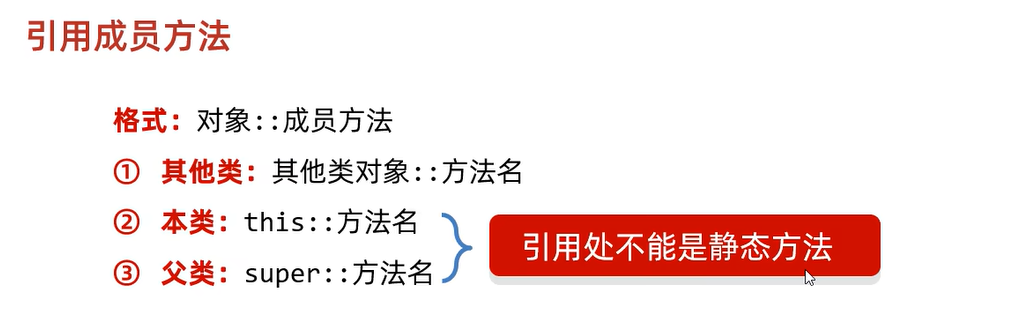 引用成员方法
格式：对象::成员方法
① 其他类：其他类对象::方法名
② 本类：this::方法名
③ 父类：super::方法名
引用处不能是静态方法